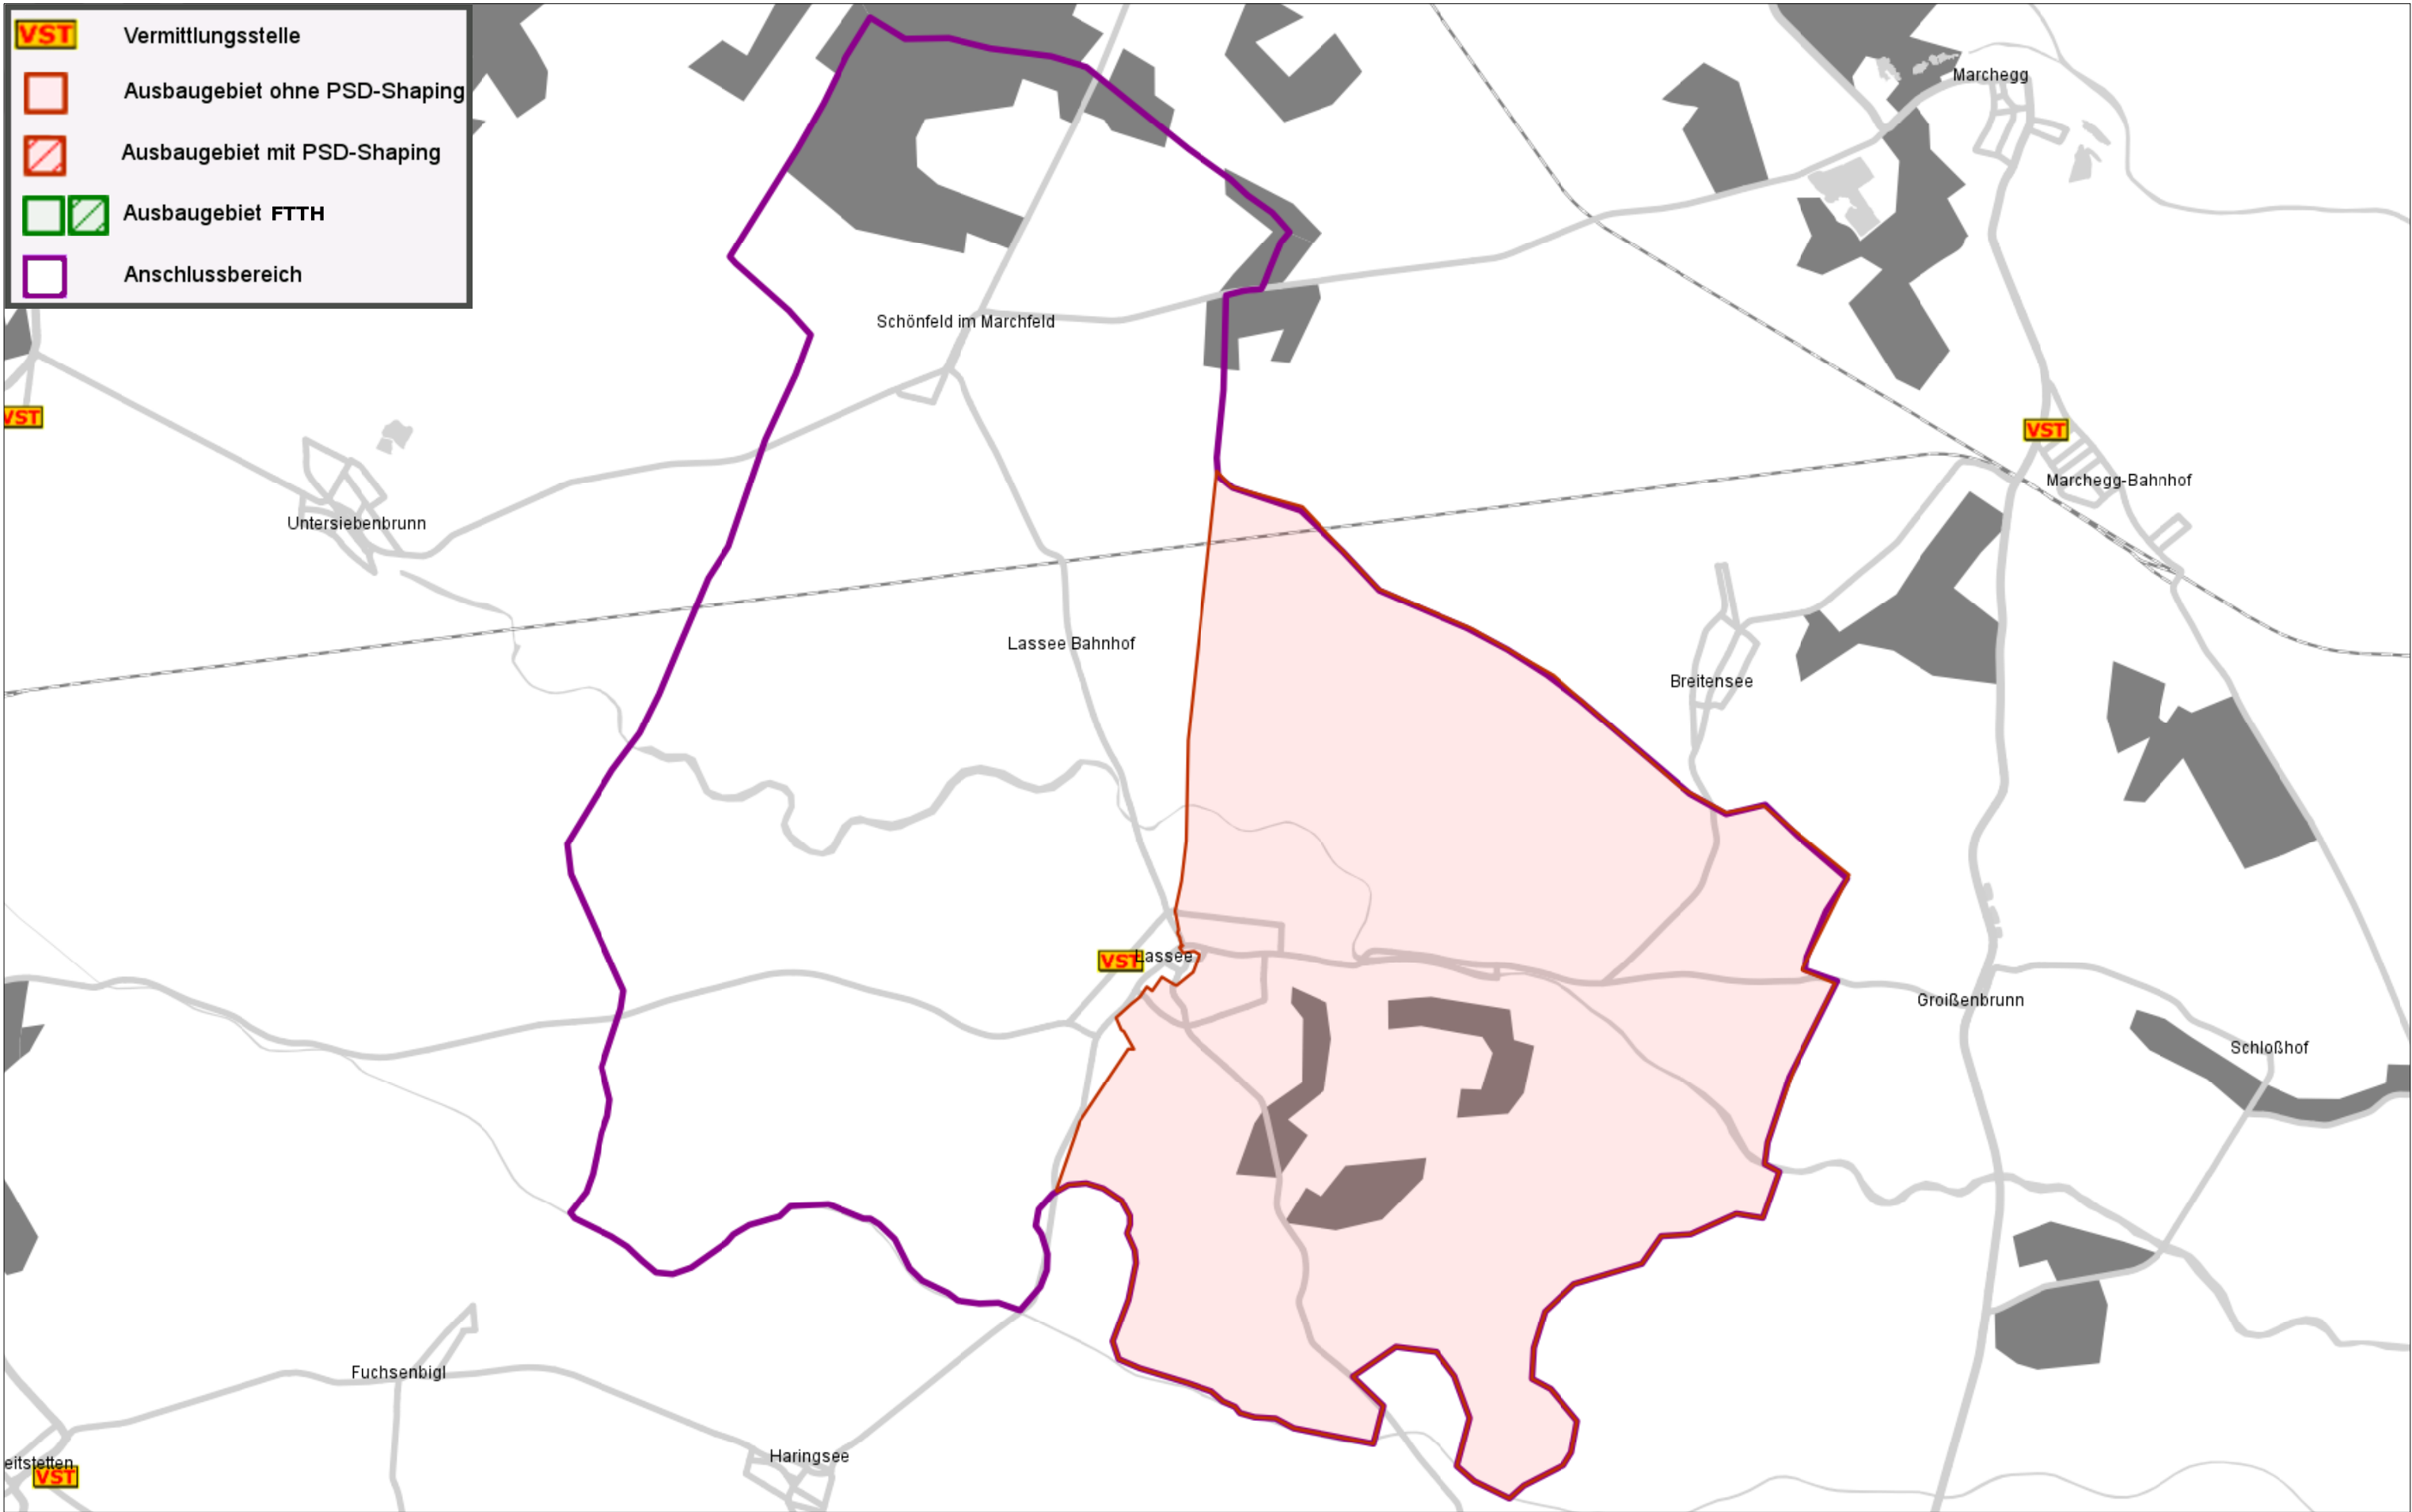 VST Vermittlungsstelle
Ausbaugebiet ohne PSD-Shaping
Ausbaugebiet mit PSD-Shaping
Ausbaugebiet FTTH
Anschlussbereich
Marchegg
Schönfeld im Marchfeld
VST
VST
Marchegg-Bahnhof
Untersiebenbrunn
Lassee Bahnhof
Breitensee
VST Lassee
Groißenbrunn
Schloßhof
Fuchsenbigl
Haringsee
eitstetten
VST